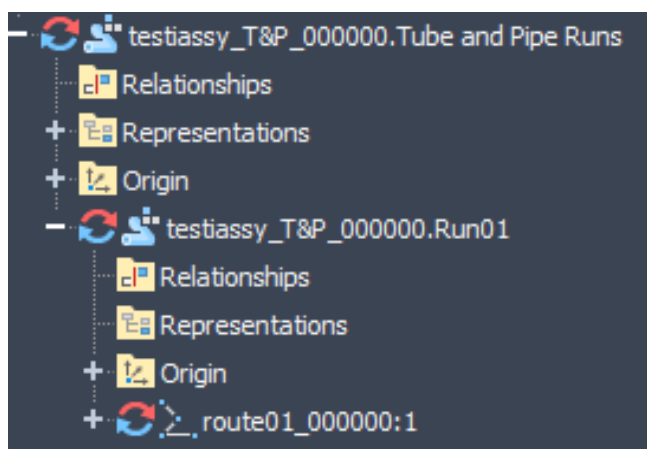 testiassy_T&P_000000.Tube and Pipe Runs
Relationships
Representations
Origin
testiassy_T&P_000000.Run01
Relationships
Representations
Origin
route01_000000:1